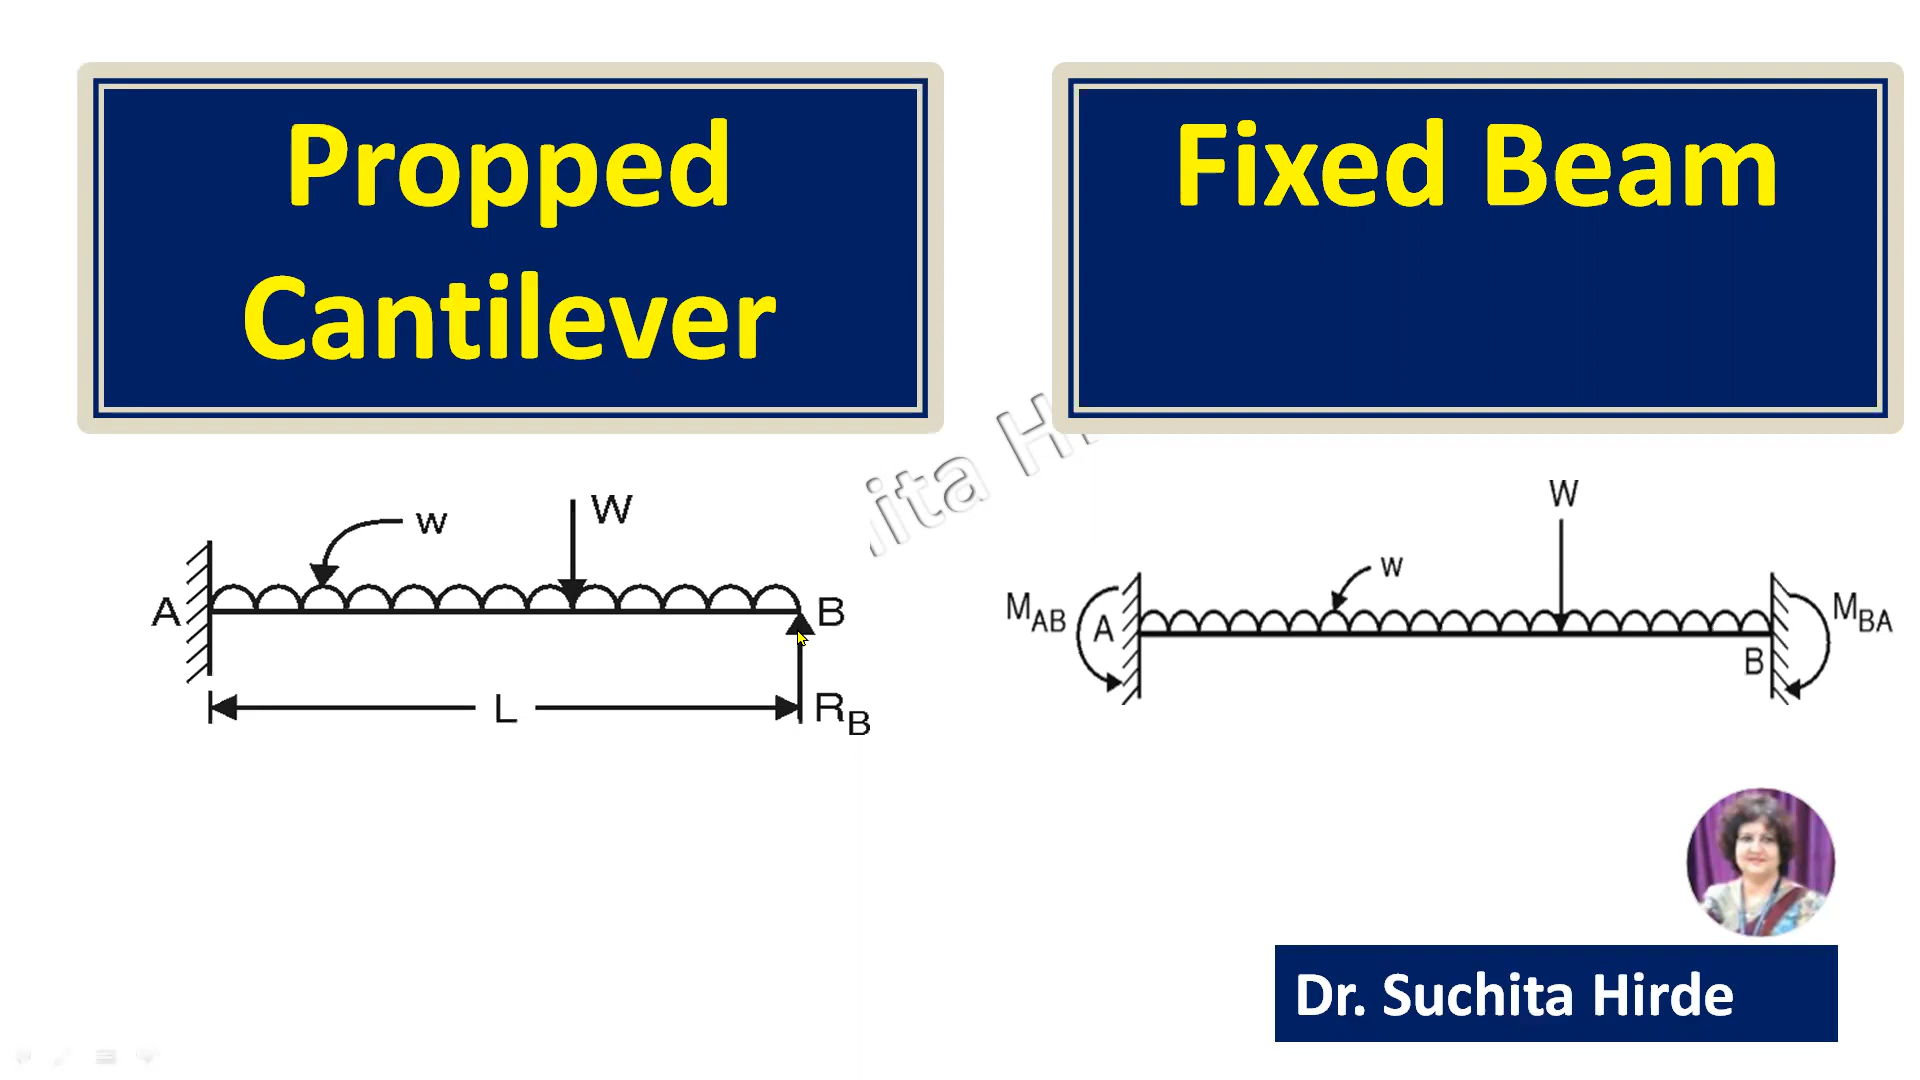 Propped
Cantilever
Fixed Beam
w
W
A
B
L
R_B
W
w
M_AB
A
M_BA
B
Dr. Suchita Hirde